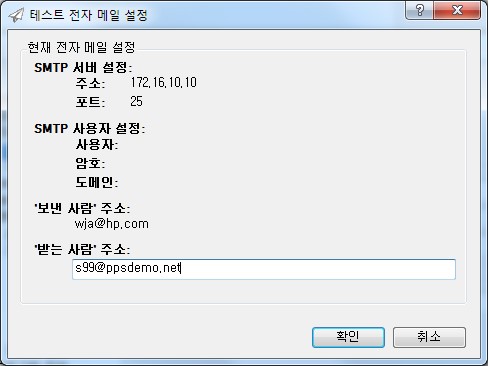 테스트 전자 메일 설정
현재 전자 메일 설정
SMTP 서버 설정:
주소: 172.16.10.10
포트: 25
SMTP 사용자 설정:
사용자:
암호:
도메인:
'보낸 사람' 주소:
wja@hp.com
'받는 사람' 주소:
s99@ppsdemo.net
확인 취소